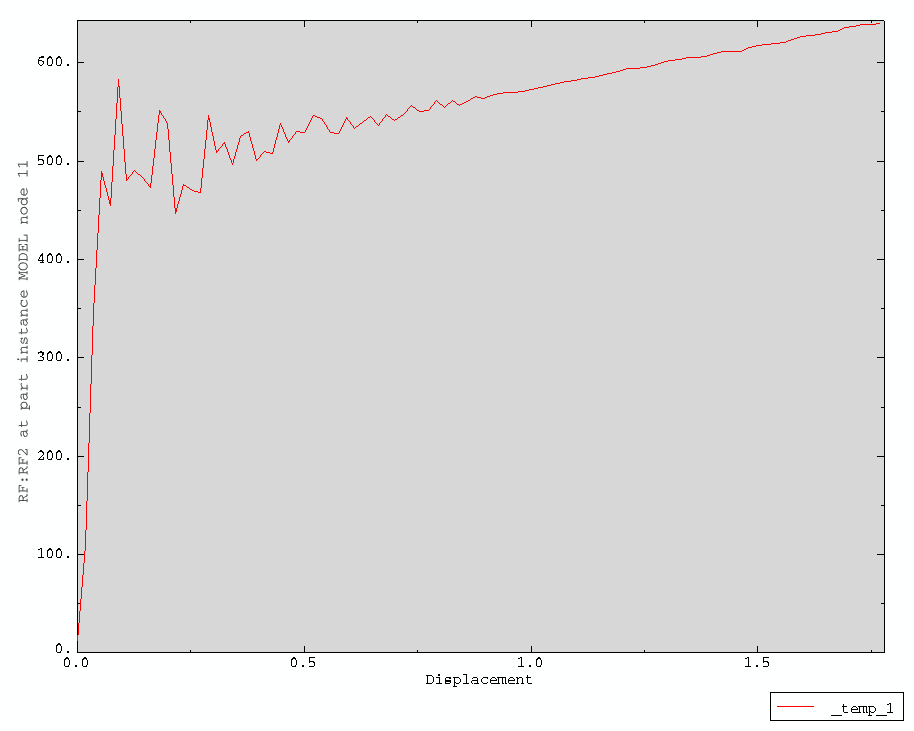 600.
500.
400.
300.
200.
100.
0.
RF:RF2 at part instance MODEL node 11
0.0 0.5 1.0 1.5
Displacement
_temp_1